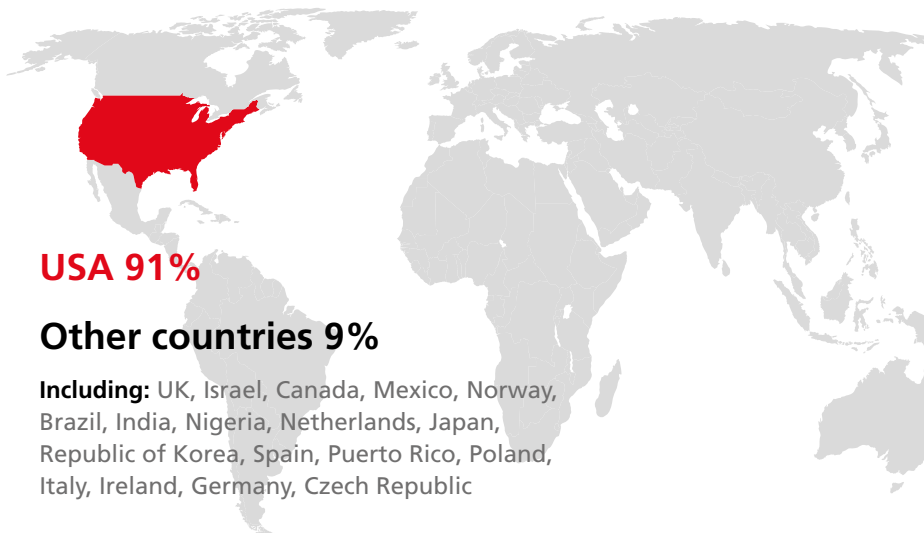 USA 91%
Other countries 9%
Including: UK, Israel, Canada, Mexico, Norway,
Brazil, India, Nigeria, Netherlands, Japan,
Republic of Korea, Spain, Puerto Rico, Poland,
Italy, Ireland, Germany, Czech Republic